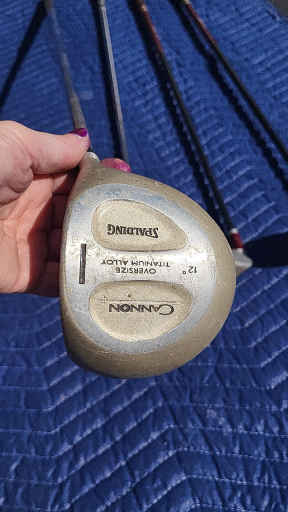 CANNON
OVERSIZE
TITANIUM ALLOY
12°
SPALDING
1